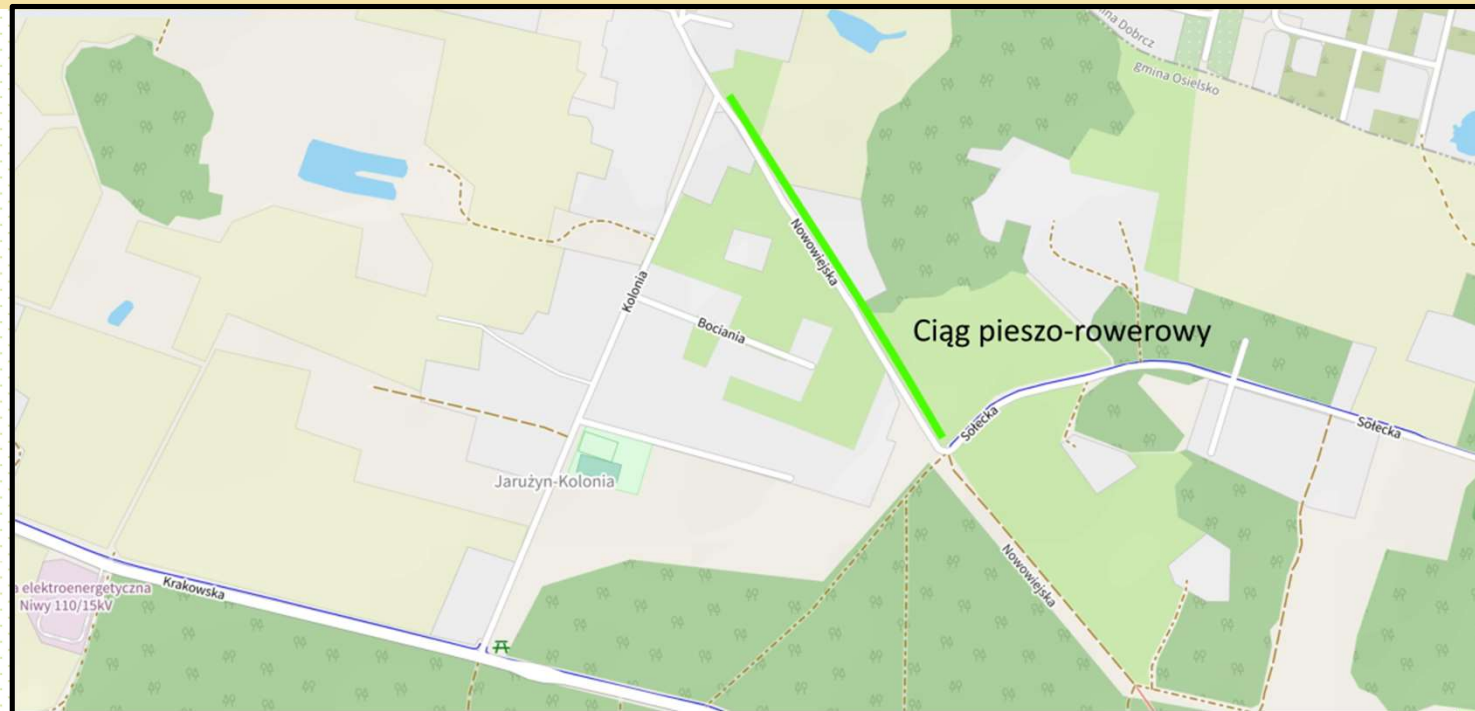 na Dobrcz
gmina Osielsko
Nowowiejska
Kolonia
Ciąg pieszo-rowerowy
Bociania
Sołecka
Sołecka
Jarużyn-Kolonia
Nowowiejska
Krakowska
a elektroenergetyczna
Niwy 110/15kV